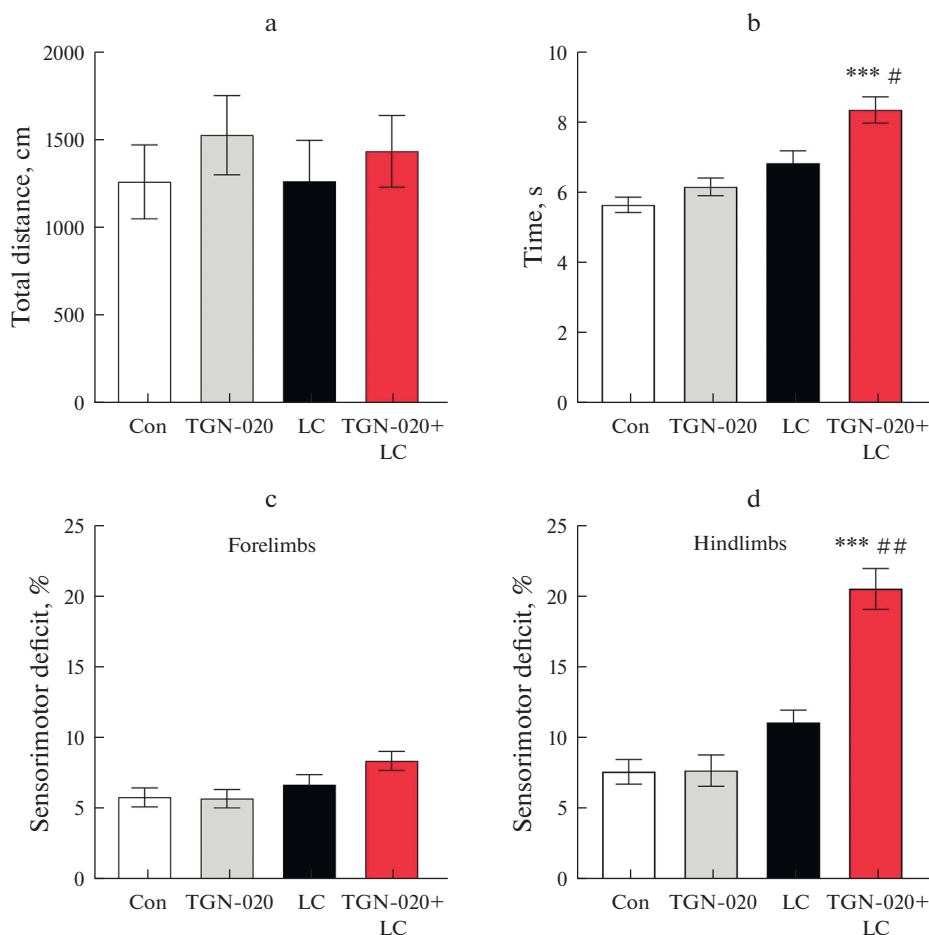 a
Total distance, cm
2000
1500
1000
500
0
Con TGN-020 LC TGN-020+
LC
b
Time, s
10
8
6
4
2
0
*** #
Con TGN-020 LC TGN-020+
LC
c
Sensorimotor deficit, %
25
20
15
10
5
0
Forelimbs
Con TGN-020 LC TGN-020+
LC
d
Sensorimotor deficit, %
25
20
15
10
5
0
Hindlimbs
*** ##
Con TGN-020 LC TGN-020+
LC